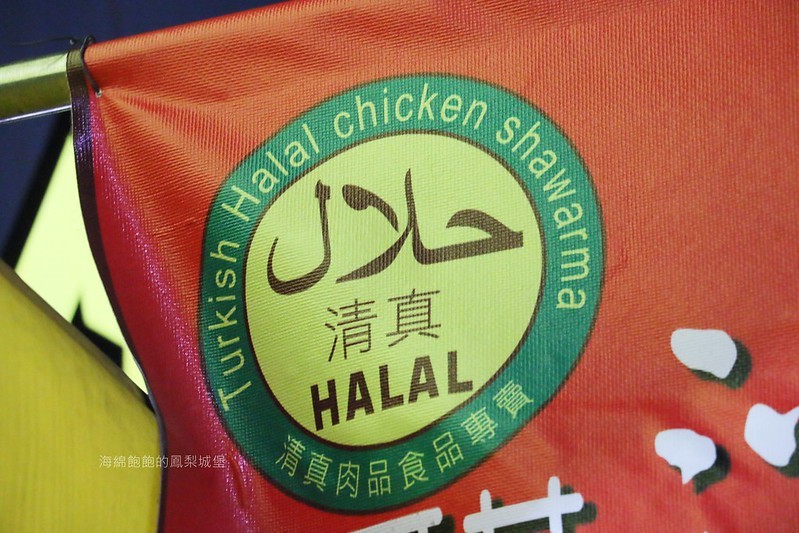 Turkish Halal chicken shawarma
حلال
清真
HALAL
清真肉品食品專賣
海綿飽飽的鳳梨城堡